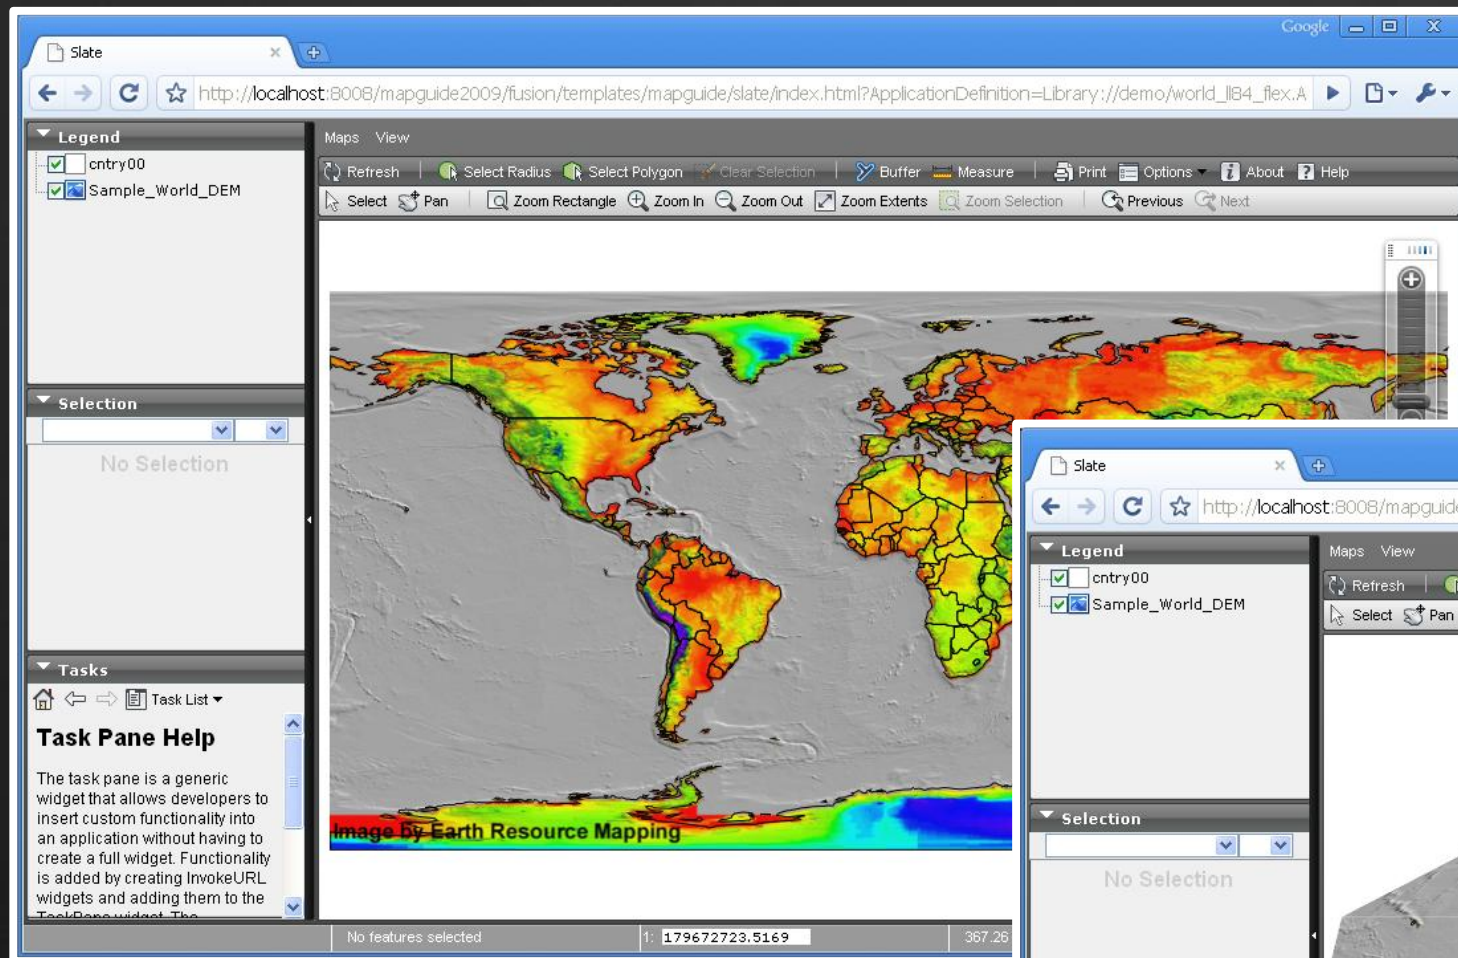 Google
Slate
http://localhost:8008/mapguide2009/fusion/templates/mapguide/slate/index.html?ApplicationDefinition=Library://demo/world_ll84_flex.A
Legend
cntry00
Sample_World_DEM
Maps View
Refresh Select Radius Select Polygon Clear Selection Buffer Measure Print Options About Help
Select Pan Zoom Rectangle Zoom In Zoom Out Zoom Extents Zoom Selection Previous Next
Selection
No Selection
Tasks
Task List
Task Pane Help
The task pane is a generic
widget that allows developers to
insert custom functionality into
an application without having to
create a full widget. Functionality
is added by creating InvokeURL
widgets and adding them to the
TaskPane widget. The
Image by Earth Resource Mapping
No features selected
1: 179672723.5169
367.26
Slate
http://localhost:8008/mapguide
Legend
cntry00
Sample_World_DEM
Maps View
Refresh
Select Pan
Selection
No Selection